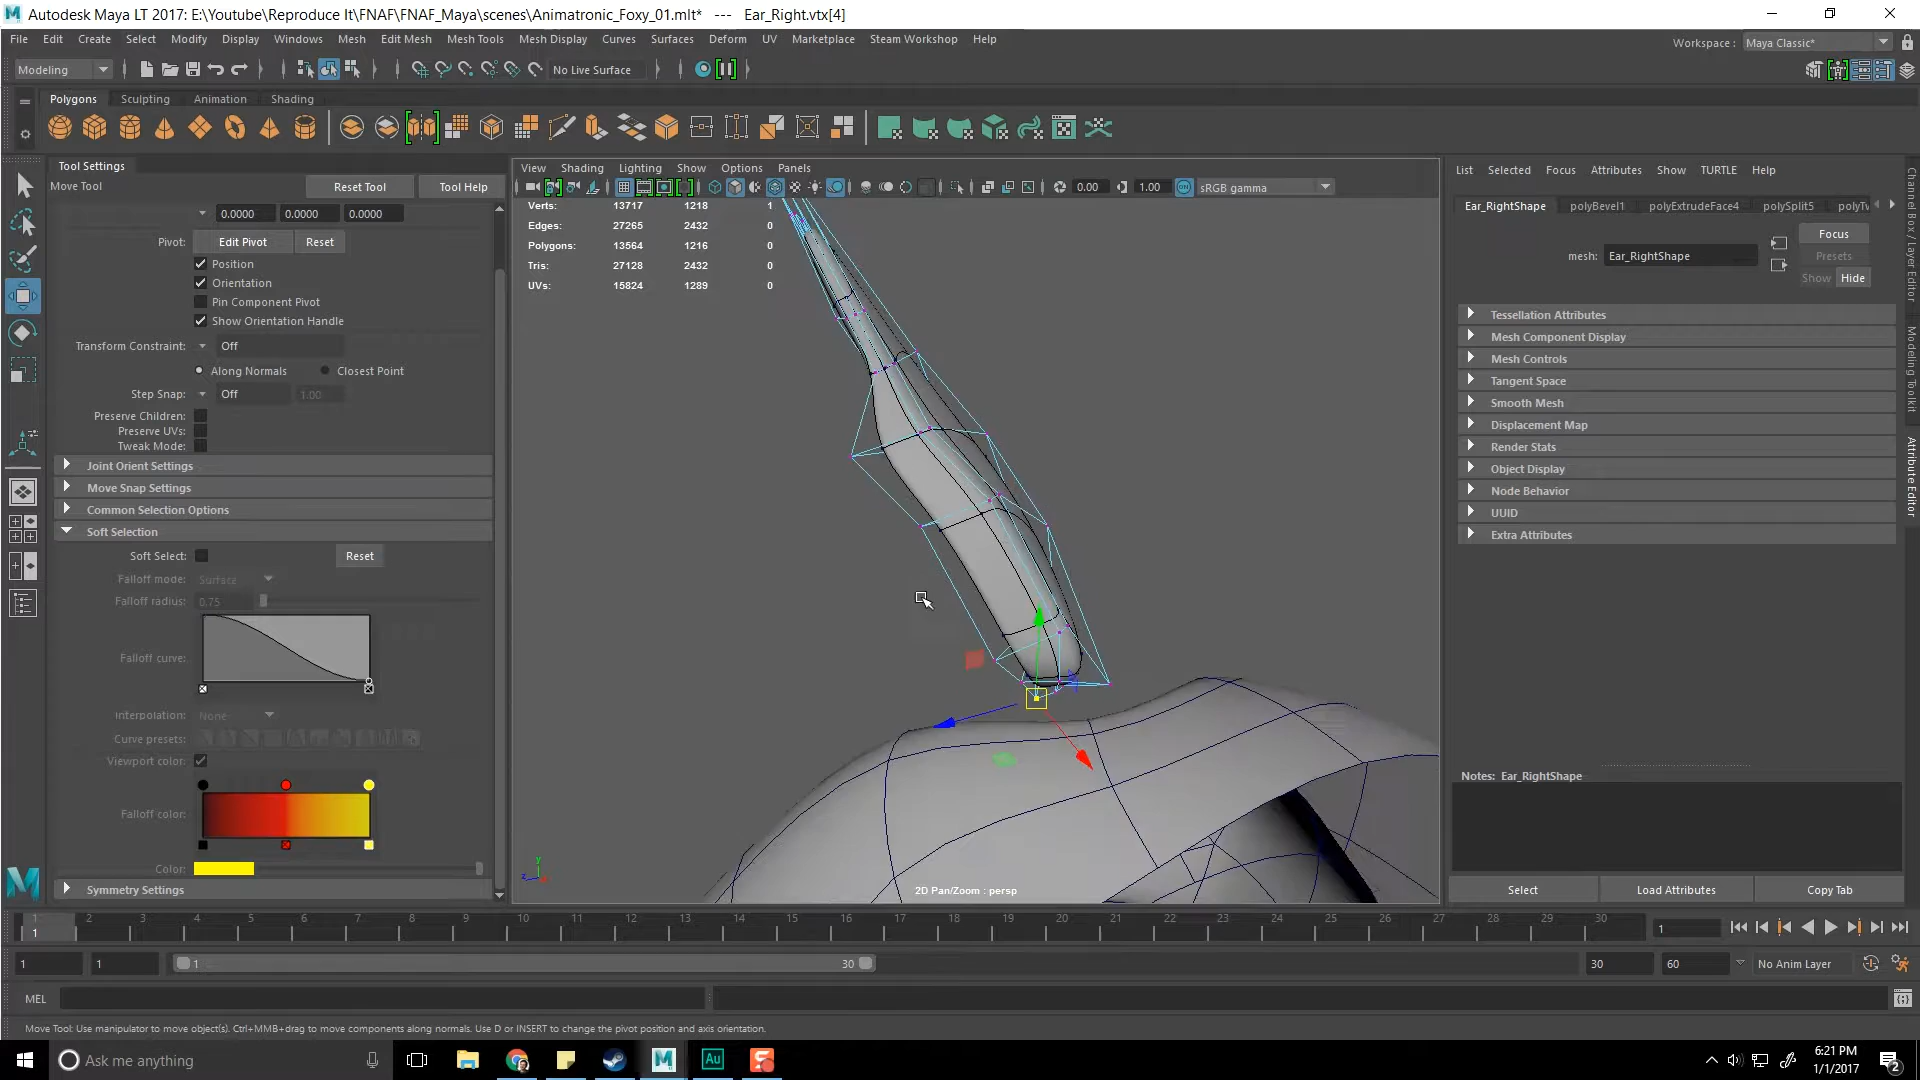 Autodesk Maya LT 2017: E:\Youtube\Reproduce It\FNAF\FNAF_Maya\scenes\Animatronic_Foxy_01.mlt* --- Ear_Right.vtx[4]
File Edit Create Select Modify Display Windows Mesh Edit Mesh Mesh Tools Mesh Display Curves Surfaces Deform UV Marketplace Steam Workshop Help
Workspace : Maya Classic*
Modeling
No Live Surface
Polygons Sculpting Animation Shading
Tool Settings
Move Tool Reset Tool Tool Help
0.0000 0.0000 0.0000
Pivot: Edit Pivot Reset
Position
Orientation
Pin Component Pivot
Show Orientation Handle
Transform Constraint: Off
Along Normals Closest Point
Step Snap: Off 1.00
Preserve Children:
Preserve UVs:
Tweak Mode:
Joint Orient Settings
Move Snap Settings
Common Selection Options
Soft Selection
Soft Select: Reset
Falloff mode: Surface
Falloff radius: 0.75
Falloff curve:
Interpolation: None
Curve presets:
Viewport color:
Falloff color:
Color:
Symmetry Settings
View Shading Lighting Show Options Panels
0.00 1.00 sRGB gamma
Verts: 13717 1218 1
Edges: 27265 2432 0
Polygons: 13564 1216 0
Tris: 27128 2432 0
UVs: 15824 1289 0
y
z
2D Pan/Zoom : persp
List Selected Focus Attributes Show TURTLE Help
Ear_RightShape polyBevel1 polyExtrudeFace4 polySplit5
Focus
mesh: Ear_RightShape
Presets
Show Hide
Tessellation Attributes
Mesh Component Display
Mesh Controls
Tangent Space
Smooth Mesh
Displacement Map
Render Stats
Object Display
Node Behavior
UUID
Extra Attributes
Notes: Ear_RightShape
Select Load Attributes Copy Tab
Channel Box / Layer Editor
Modeling Toolkit
Attribute Editor
1 2 3 4 5 6 7 8 9 10 11 12 13 14 15 16 17 18 19 20 21 22 23 24 25 26 27 28 29 30
1
1
1 1 1 30 30 60 No Anim Layer
MEL
Move Tool: Use manipulator to move object(s). Ctrl+MMB+drag to move components along normals. Use D or INSERT to change the pivot position and axis orientation.
Ask me anything
Au
6:21 PM
1/1/2017
2